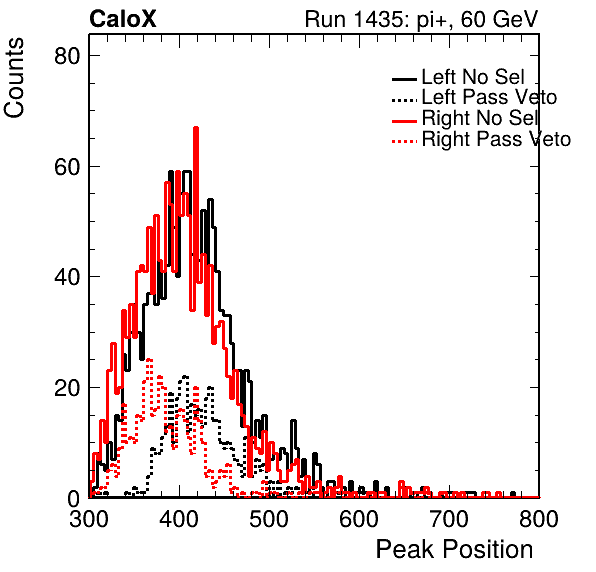 CaloX
Run 1435: pi+, 60 GeV
Counts
80
60
40
20
0
Left No Sel
Left Pass Veto
Right No Sel
Right Pass Veto
300 400 500 600 700 800
Peak Position